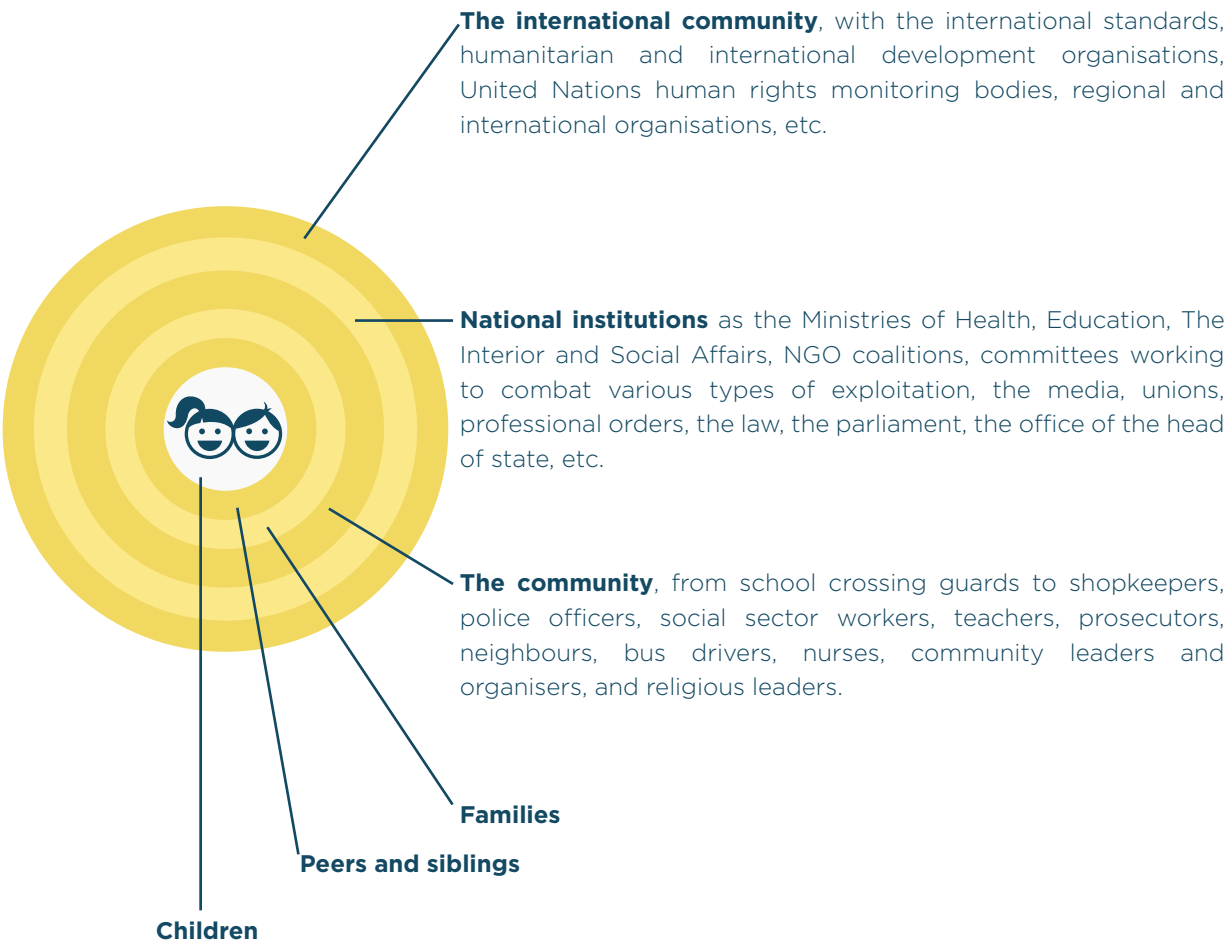 The international community, with the international standards,
humanitarian and international development organisations,
United Nations human rights monitoring bodies, regional and
international organisations, etc.
National institutions as the Ministries of Health, Education, The
Interior and Social Affairs, NGO coalitions, committees working
to combat various types of exploitation, the media, unions,
professional orders, the law, the parliament, the office of the head
of state, etc.
The community, from school crossing guards to shopkeepers,
police officers, social sector workers, teachers, prosecutors,
neighbours, bus drivers, nurses, community leaders and
organisers, and religious leaders.
Families
Peers and siblings
Children